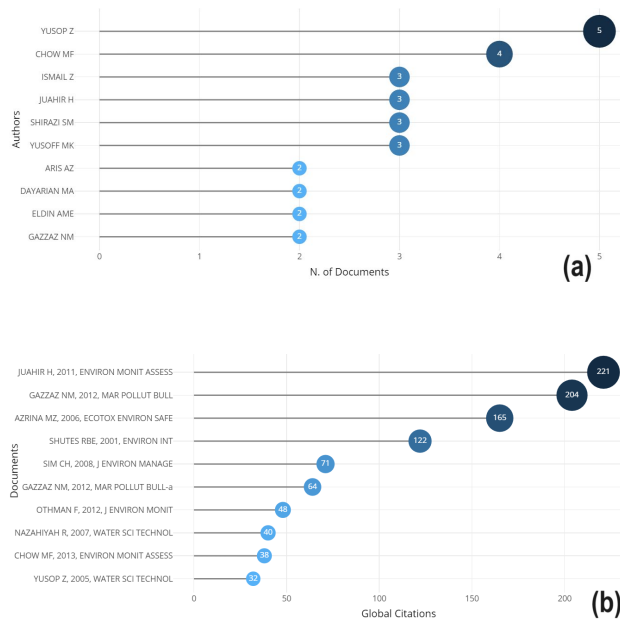 YUSOP Z
5
CHOW MF
4
ISMAIL Z
3
JUAHIR H
3
SHIRAZI SM
3
YUSOFF MK
3
ARIS AZ
2
DAYARIAN MA
2
ELDIN AME
2
GAZZAZ NM
2
Authors
0 1 2 3 4 5
N. of Documents
(a)
JUAHIR H, 2011, ENVIRON MONIT ASSESS
221
GAZZAZ NM, 2012, MAR POLLUT BULL
204
AZRINA MZ, 2006, ECOTOX ENVIRON SAFE
165
SHUTES RBE, 2001, ENVIRON INT
122
SIM CH, 2008, J ENVIRON MANAGE
71
GAZZAZ NM, 2012, MAR POLLUT BULL-a
64
OTHMAN F, 2012, J ENVIRON MONIT
48
NAZAHIYAH R, 2007, WATER SCI TECHNOL
40
CHOW MF, 2013, ENVIRON MONIT ASSESS
38
YUSOP Z, 2005, WATER SCI TECHNOL
32
Documents
0 50 100 150 200
Global Citations
(b)